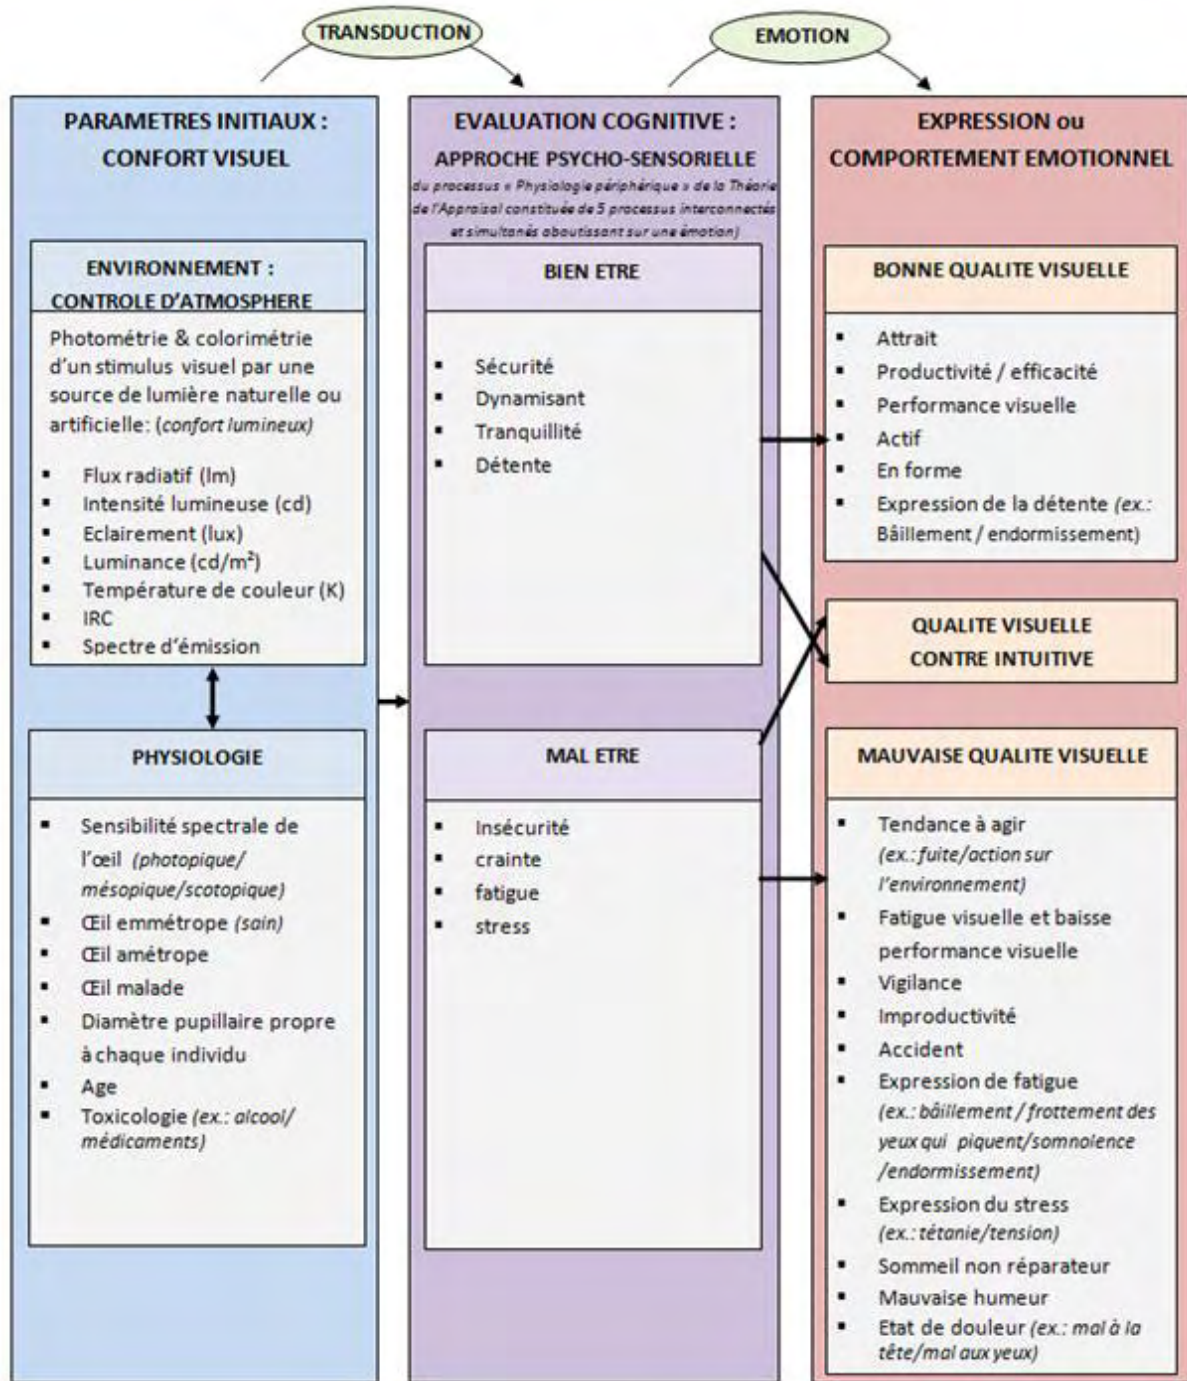 TRANSDUCTION
EMOTION
PARAMETRES INITIAUX :
CONFORT VISUEL
ENVIRONNEMENT :
CONTROLE D'ATMOSPHERE
Photométrie & colorimétrie
d'un stimulus visuel par une
source de lumière naturelle ou
artificielle: (confort lumineux)
▪ Flux radiatif (lm)
▪ Intensité lumineuse (cd)
▪ Eclairement (lux)
▪ Luminance (cd/m²)
▪ Température de couleur (K)
▪ IRC
▪ Spectre d'émission
PHYSIOLOGIE
▪ Sensibilité spectrale de
l'œil (photopique/
mésopique/scotopique)
▪ Œil emmétrope (sain)
▪ Œil amétrope
▪ Œil malade
▪ Diamètre pupillaire propre
à chaque individu
▪ Age
▪ Toxicologie (ex.: alcool/
médicaments)
EVALUATION COGNITIVE :
APPROCHE PSYCHO-SENSORIELLE
du processus « Physiologie périphérique » de la Théorie
de l'Appraisal constituée de 5 processus interconnectés
et simultanés aboutissant sur une émotion)
BIEN ETRE
▪ Sécurité
▪ Dynamisant
▪ Tranquillité
▪ Détente
MAL ETRE
▪ Insécurité
▪ crainte
▪ fatigue
▪ stress
EXPRESSION ou
COMPORTEMENT EMOTIONNEL
BONNE QUALITE VISUELLE
▪ Attrait
▪ Productivité / efficacité
▪ Performance visuelle
▪ Actif
▪ En forme
▪ Expression de la détente (ex.:
Bâillement / endormissement)
QUALITE VISUELLE
CONTRE INTUITIVE
MAUVAISE QUALITE VISUELLE
▪ Tendance à agir
(ex.: fuite/action sur
l'environnement)
▪ Fatigue visuelle et baisse
performance visuelle
▪ Vigilance
▪ Improductivité
▪ Accident
▪ Expression de fatigue
(ex.: bâillement / frottement des
yeux qui piquent/somnolence
/endormissement)
▪ Expression du stress
(ex.: tétanie/tension)
▪ Sommeil non réparateur
▪ Mauvaise humeur
▪ Etat de douleur (ex.: mal à la
tête/mal aux yeux)